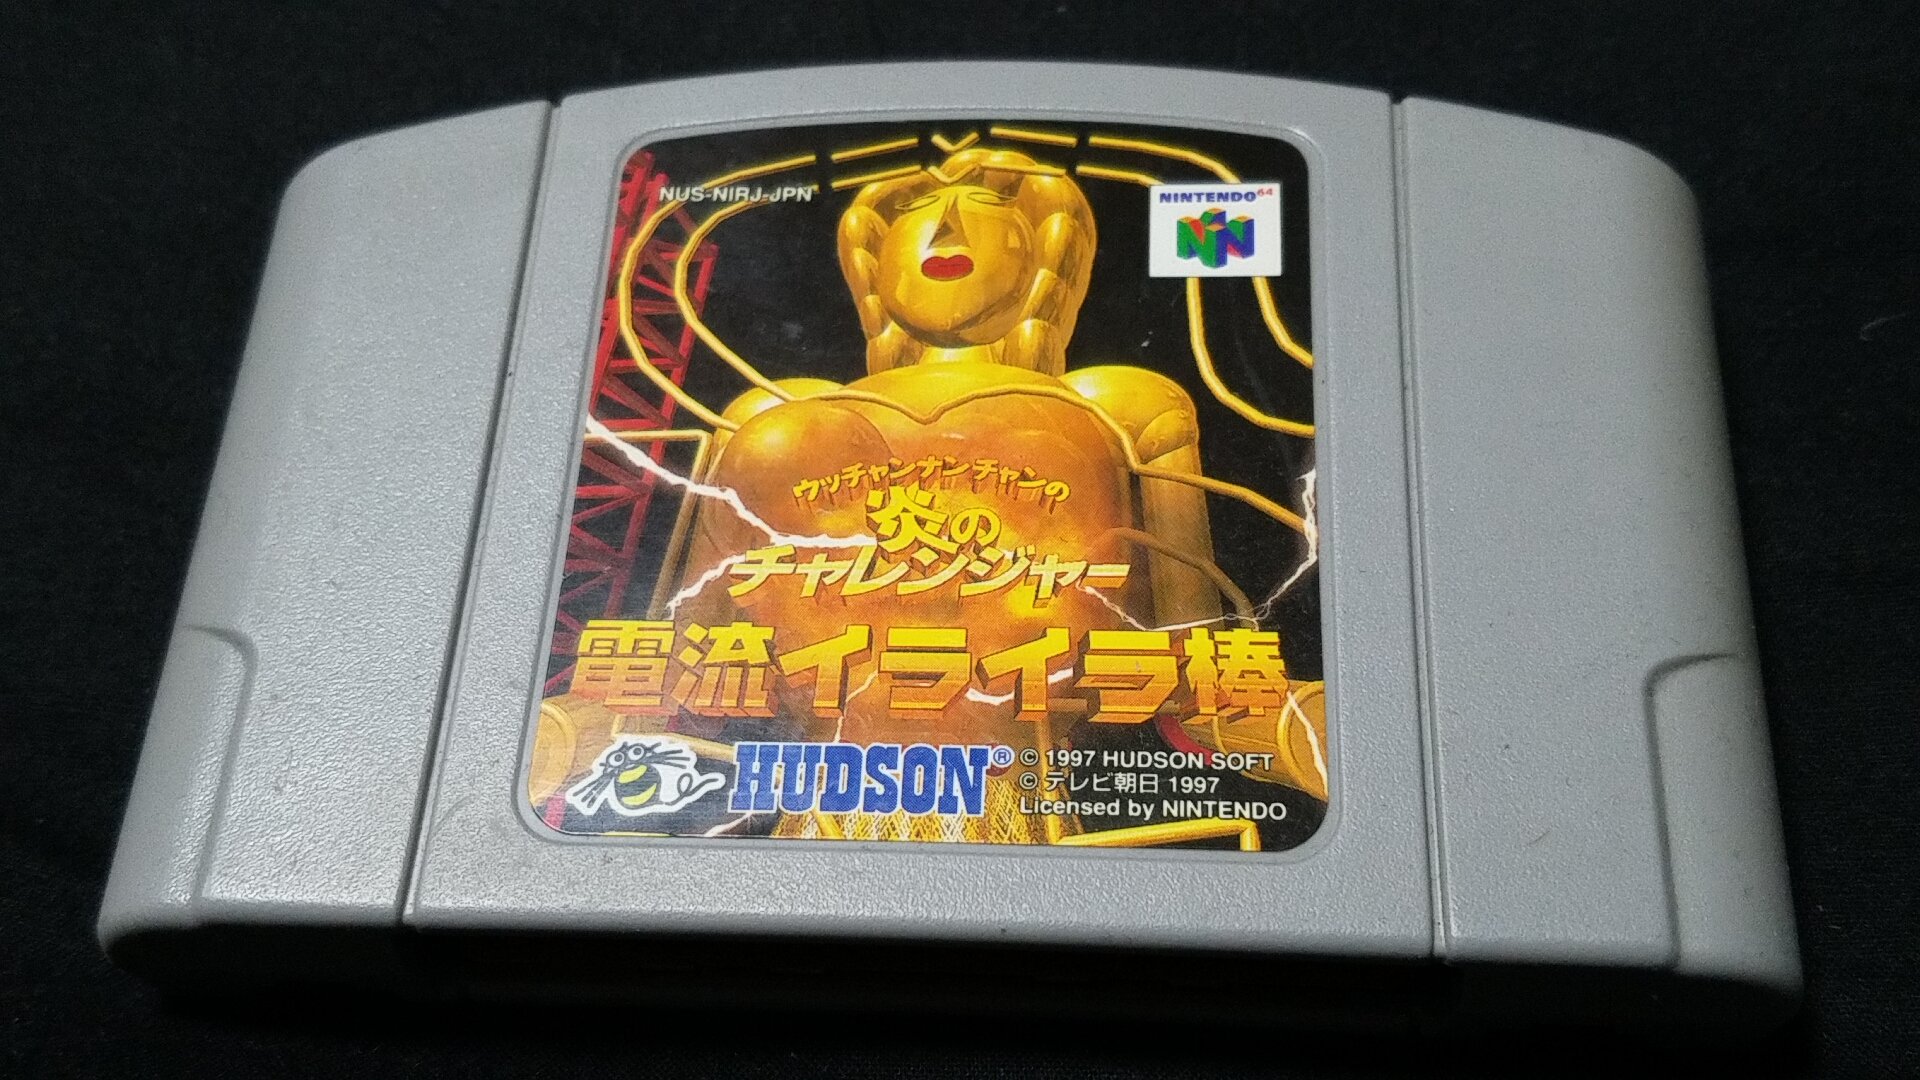 NUS-NIRJ-JPN
NINTENDO64
ウッチャンナンチャンの
炎の
チャレンジャー
電流イライラ棒
HUDSON®
© 1997 HUDSON SOFT
© テレビ朝日 1997
Licensed by NINTENDO